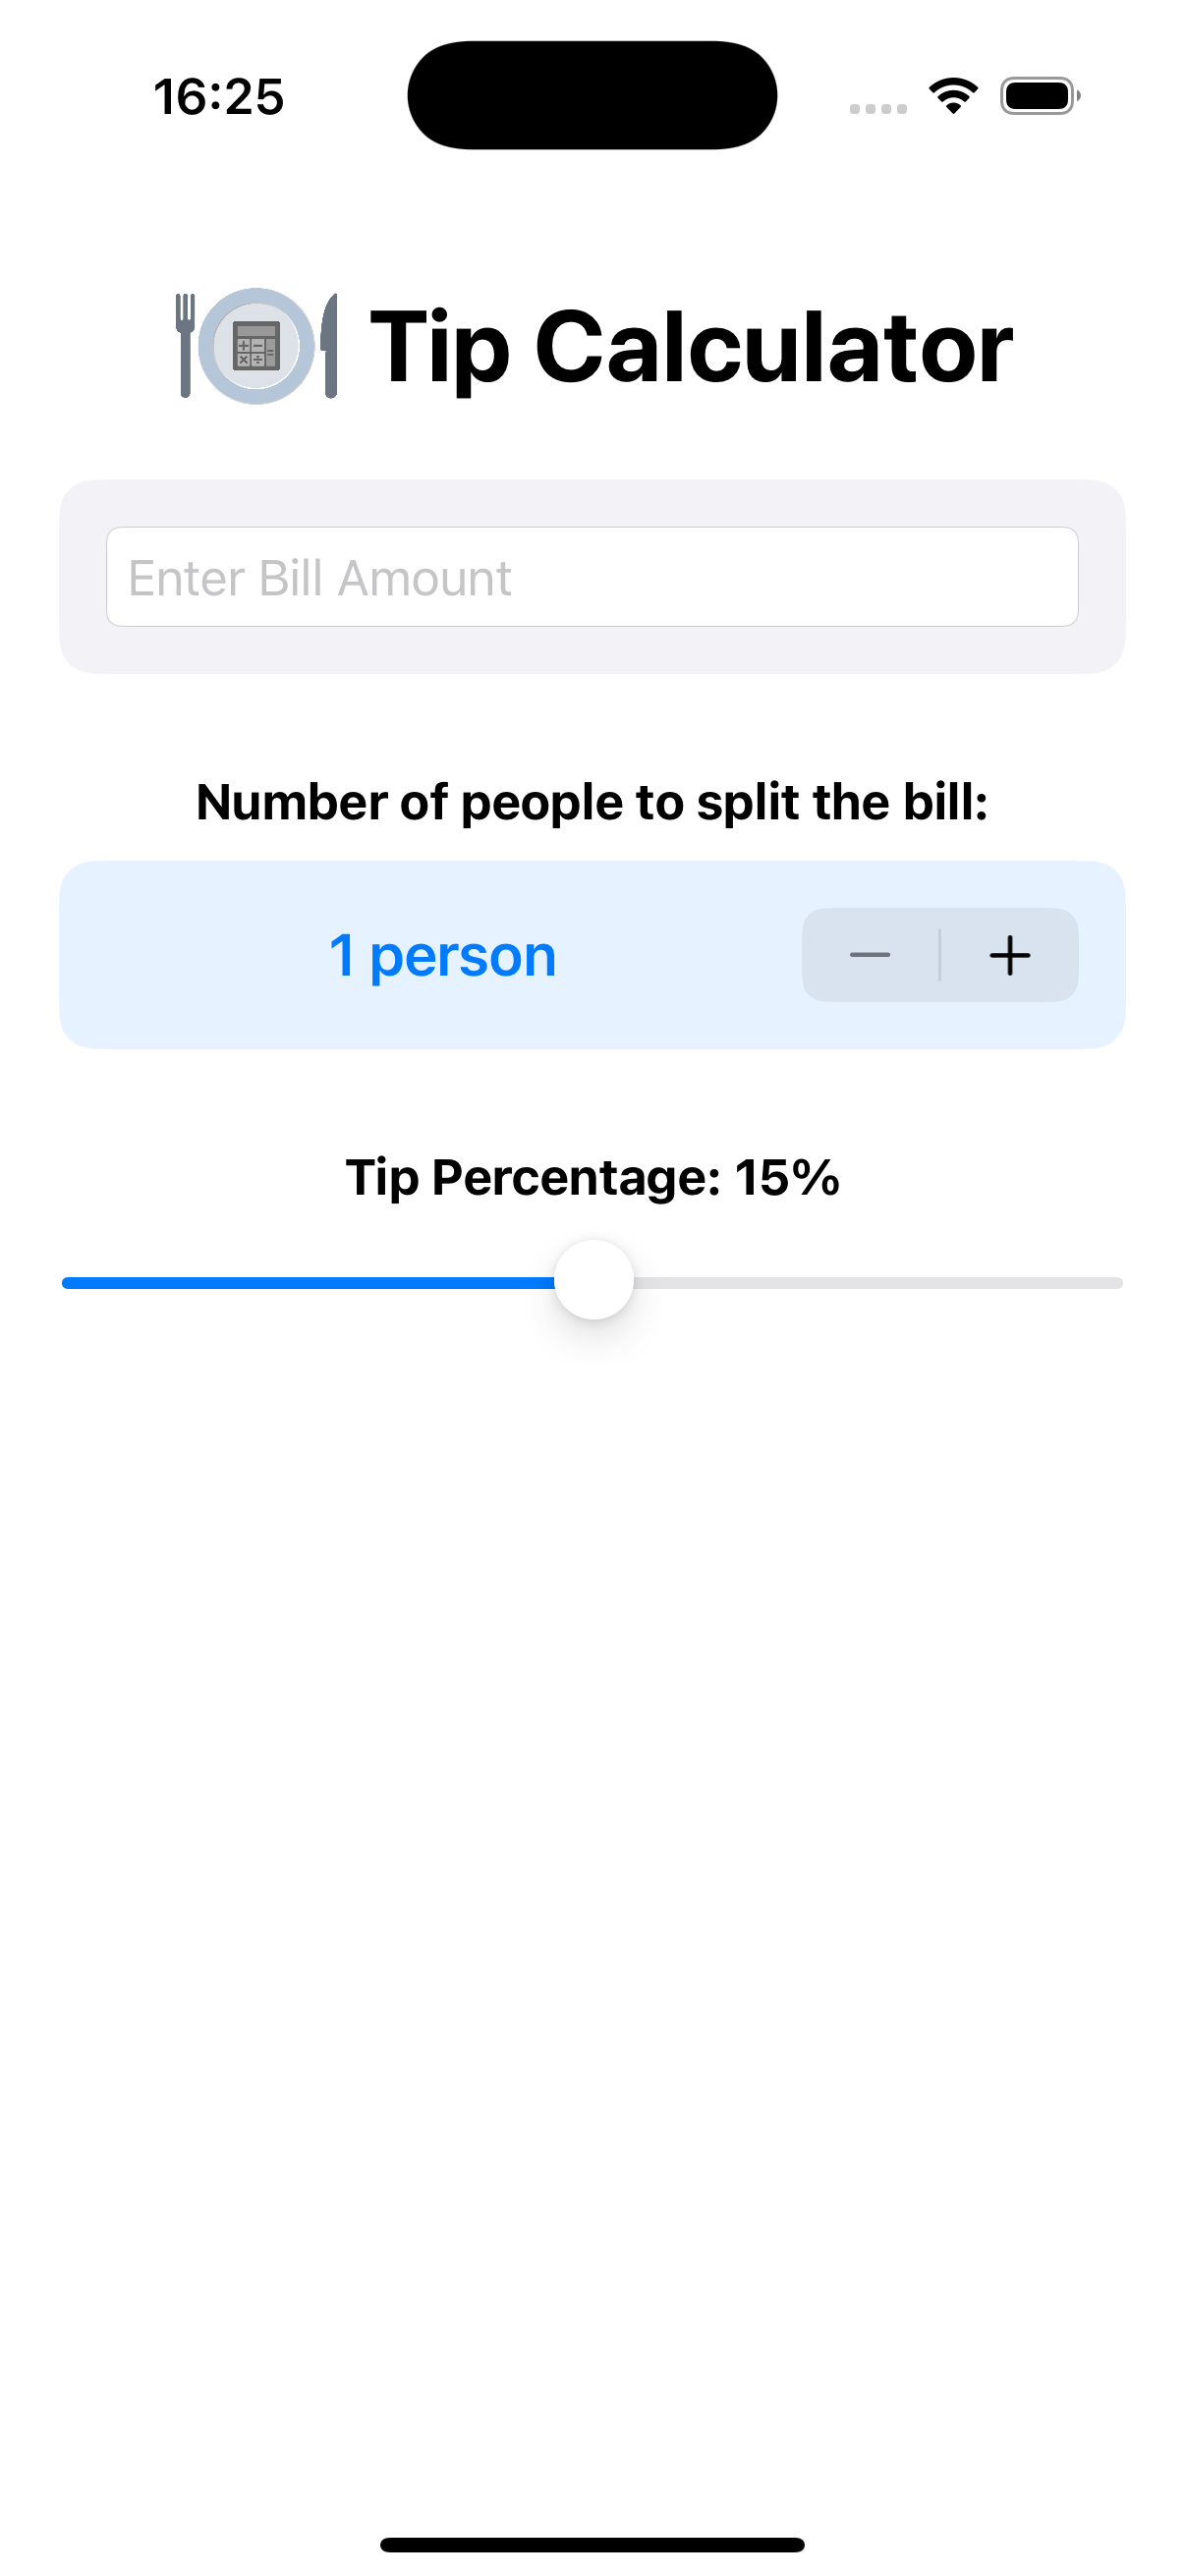 16:25
Tip Calculator
Enter Bill Amount
Number of people to split the bill:
1 person
Tip Percentage: 15%